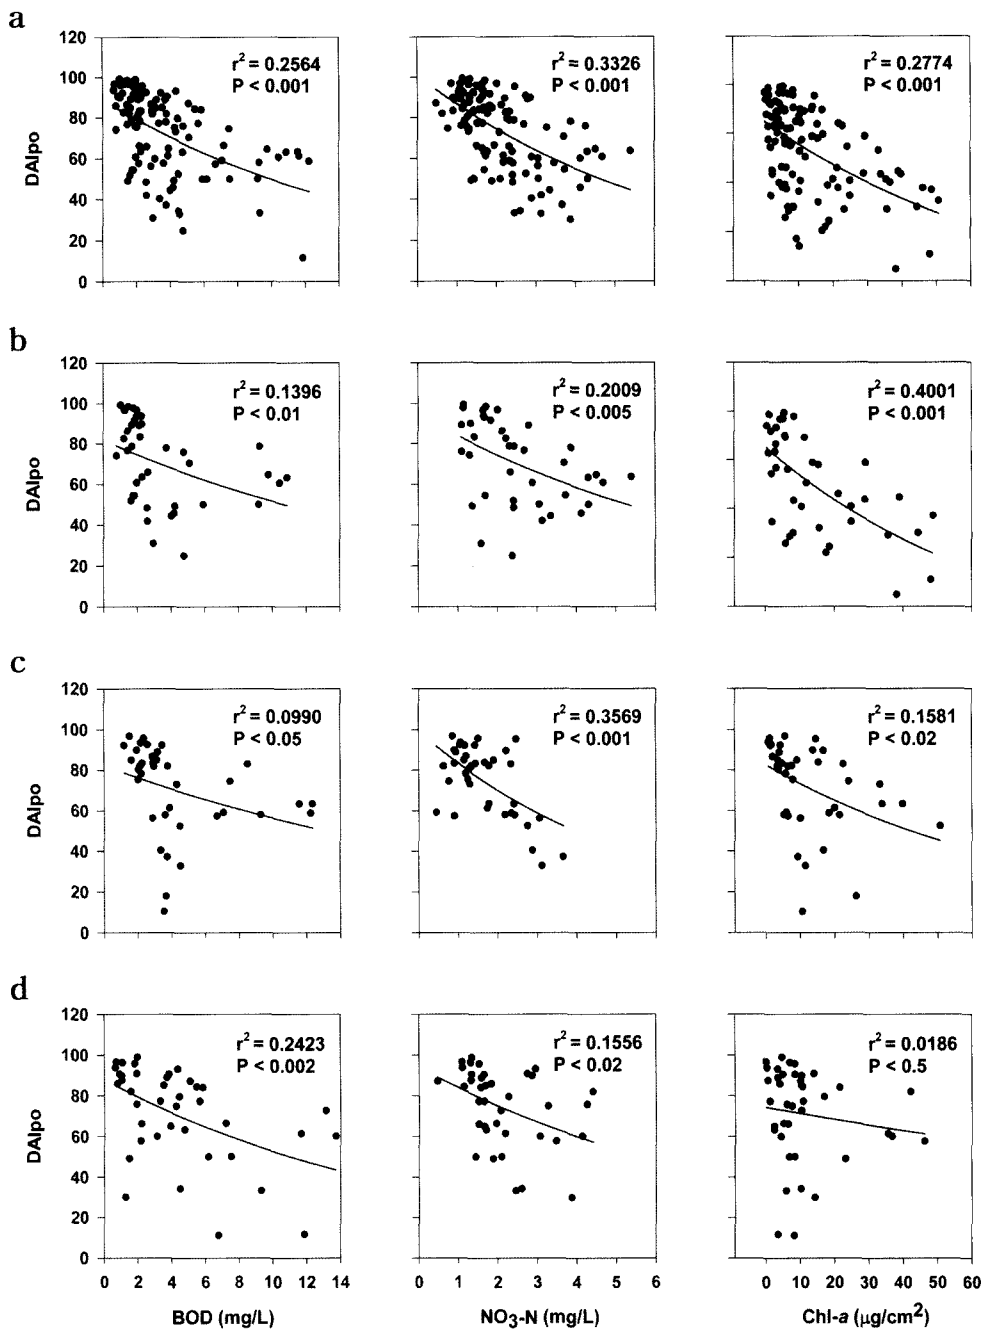 a
120
100
80
60
40
20
0
DAIpo
r² = 0.2564
P < 0.001
r² = 0.3326
P < 0.001
r² = 0.2774
P < 0.001
b
120
100
80
60
40
20
0
DAIpo
r² = 0.1396
P < 0.01
r² = 0.2009
P < 0.005
r² = 0.4001
P < 0.001
c
120
100
80
60
40
20
0
DAIpo
r² = 0.0990
P < 0.05
r² = 0.3569
P < 0.001
r² = 0.1581
P < 0.02
d
120
100
80
60
40
20
0
DAIpo
r² = 0.2423
P < 0.002
r² = 0.1556
P < 0.02
r² = 0.0186
P < 0.5
0 2 4 6 8 10 12 14
0 1 2 3 4 5 6
0 10 20 30 40 50 60
BOD (mg/L)
NO₃-N (mg/L)
Chl-a (µg/cm²)